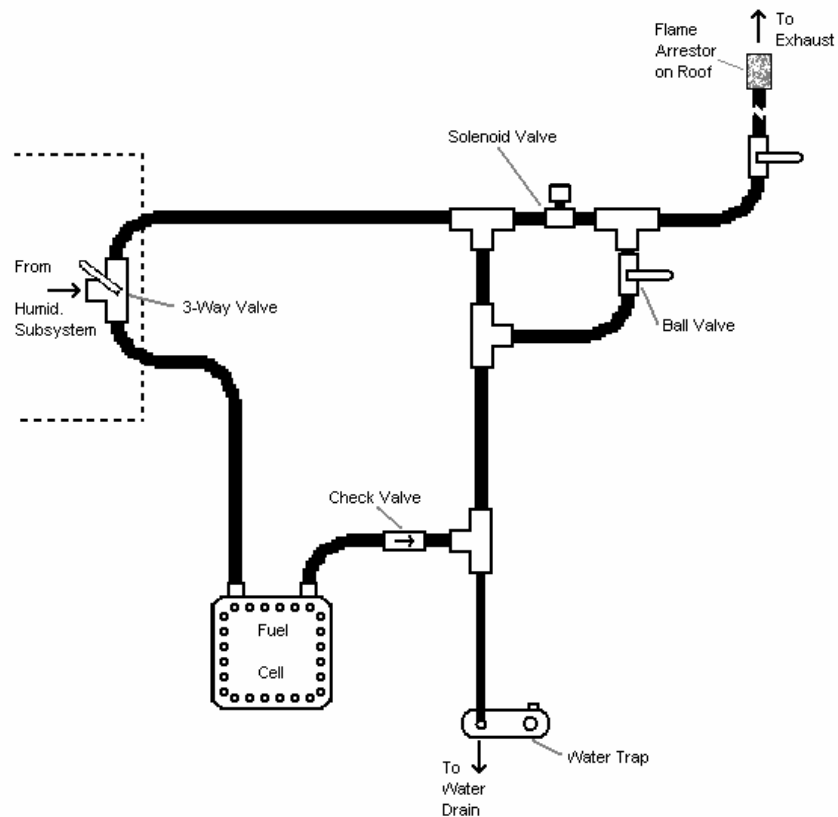 Flame
Arrestor
on Roof
To
Exhaust
Solenoid Valve
From
Humid.
Subsystem
3-Way Valve
Ball Valve
Check Valve
Fuel
Cell
Water Trap
To
Water
Drain